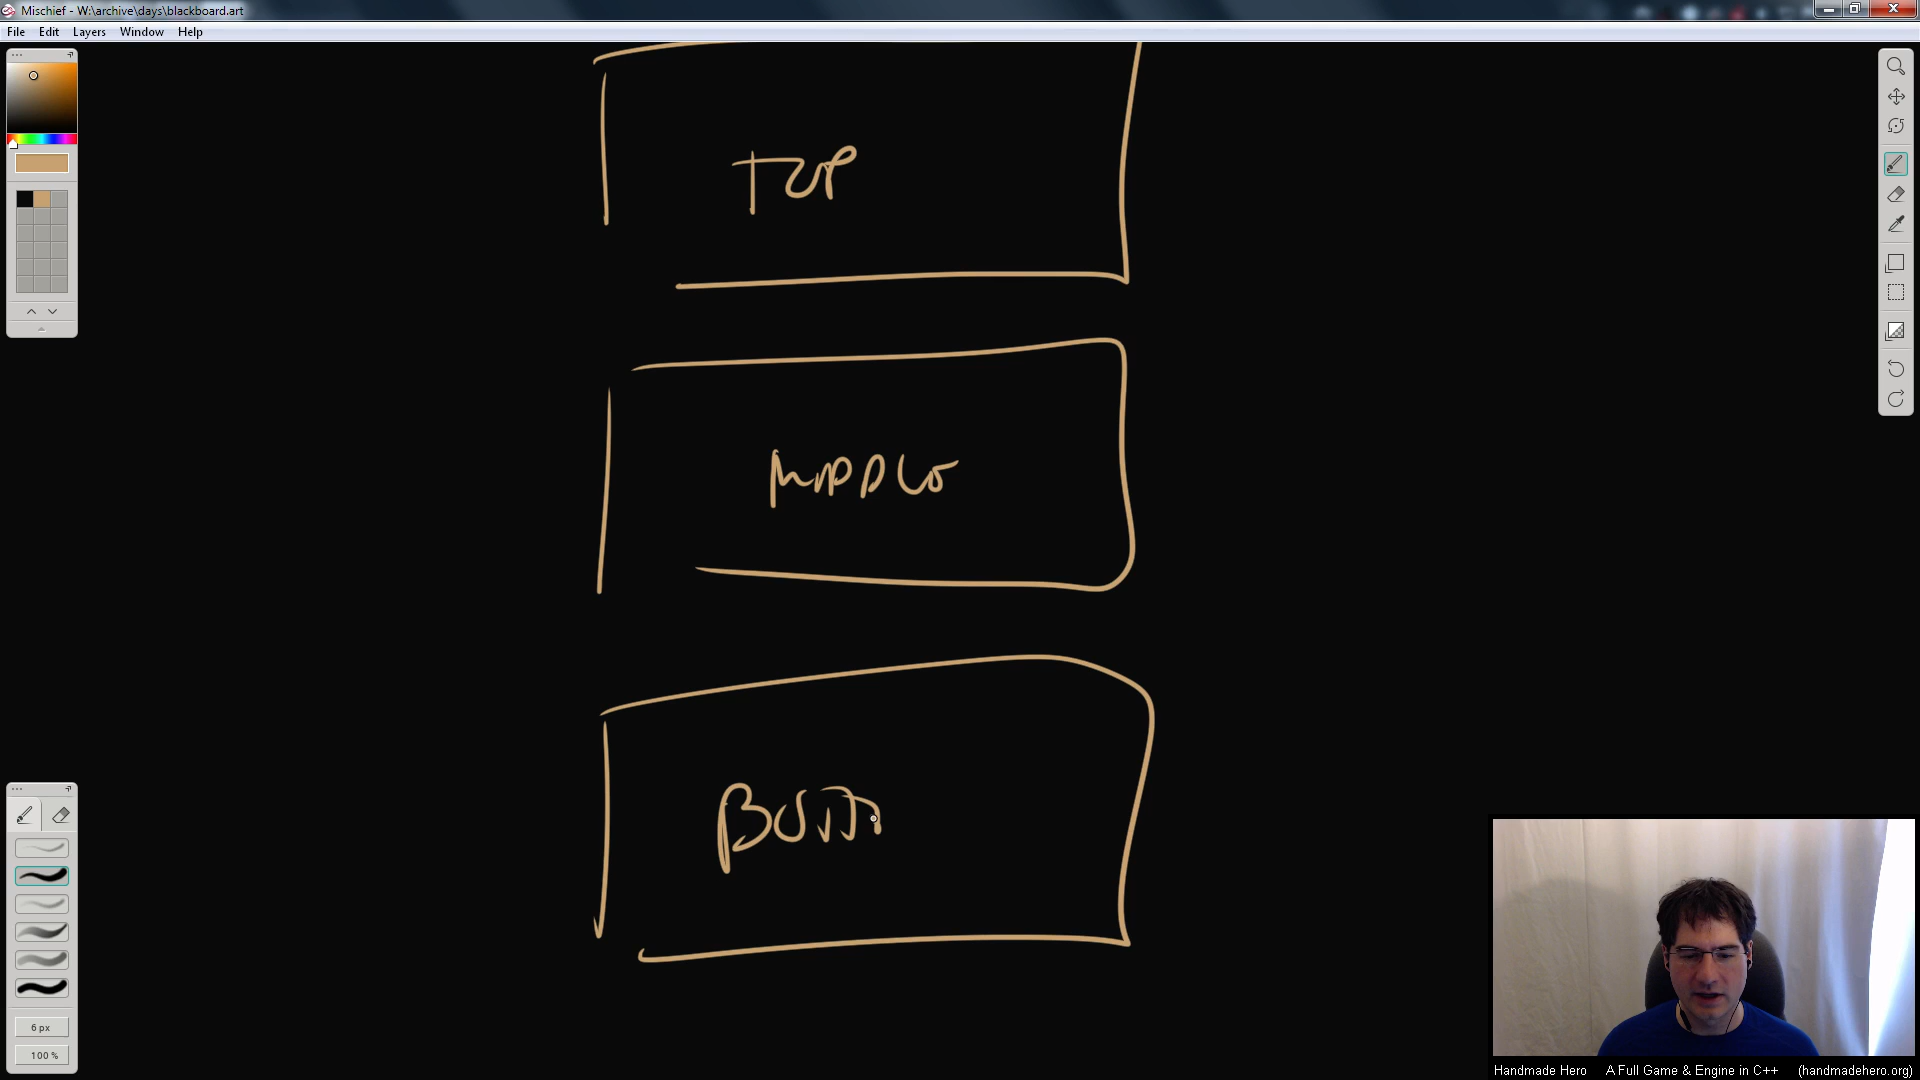 Mischief - W:\archive\days\blackboard.art
File Edit Layers Window Help
TOP
MIDDLE
BOTT
6 px
100 %
Handmade Hero A Full Game & Engine in C++ (handmadehero.org)